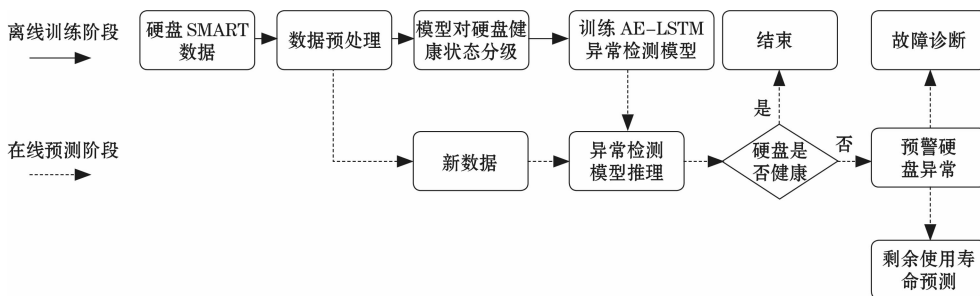 离线训练阶段
硬盘 SMART
数据
数据预处理
模型对硬盘健
康状态分级
训练 AE-LSTM
异常检测模型
结束
故障诊断
是
在线预测阶段
新数据
异常检测
模型推理
硬盘是
否健康
否
预警硬
盘异常
剩余使用寿
命预测